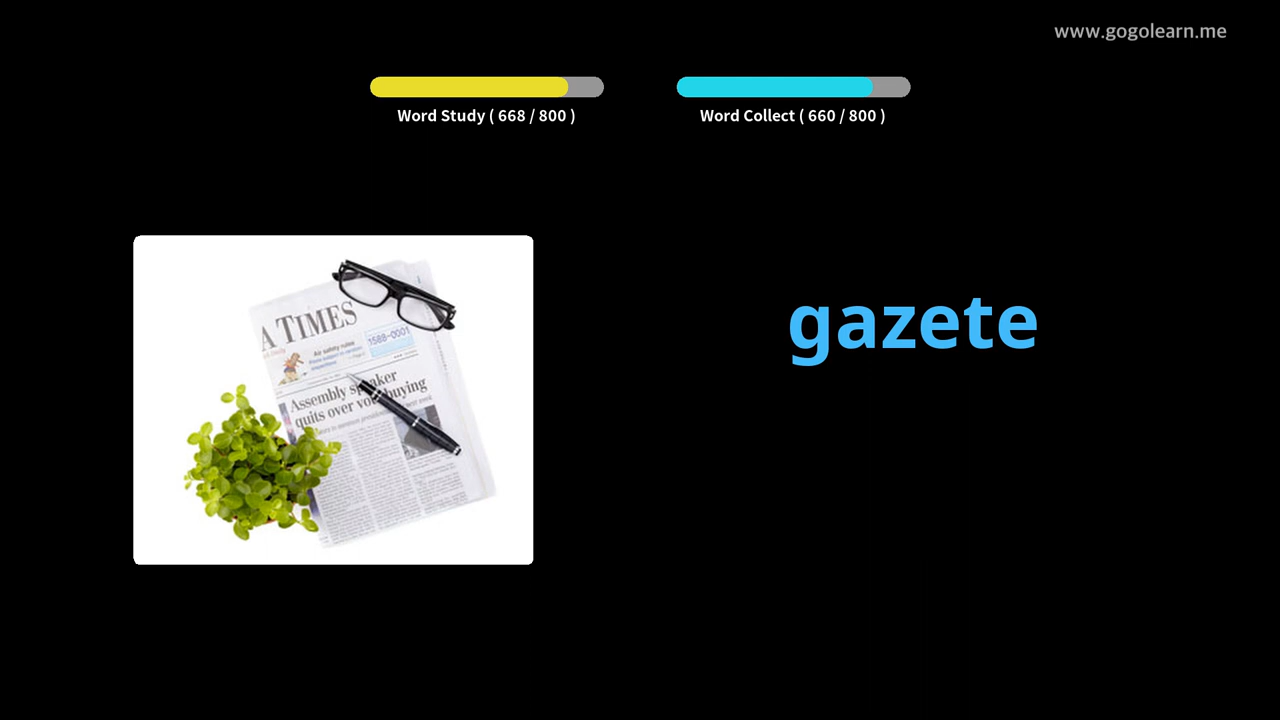 www.gogolearn.me
Word Study ( 668 / 800 )
Word Collect ( 660 / 800 )
gazete
A TIMES
Air safety rules
1588-0001
Assembly speaker
quits over vote buying